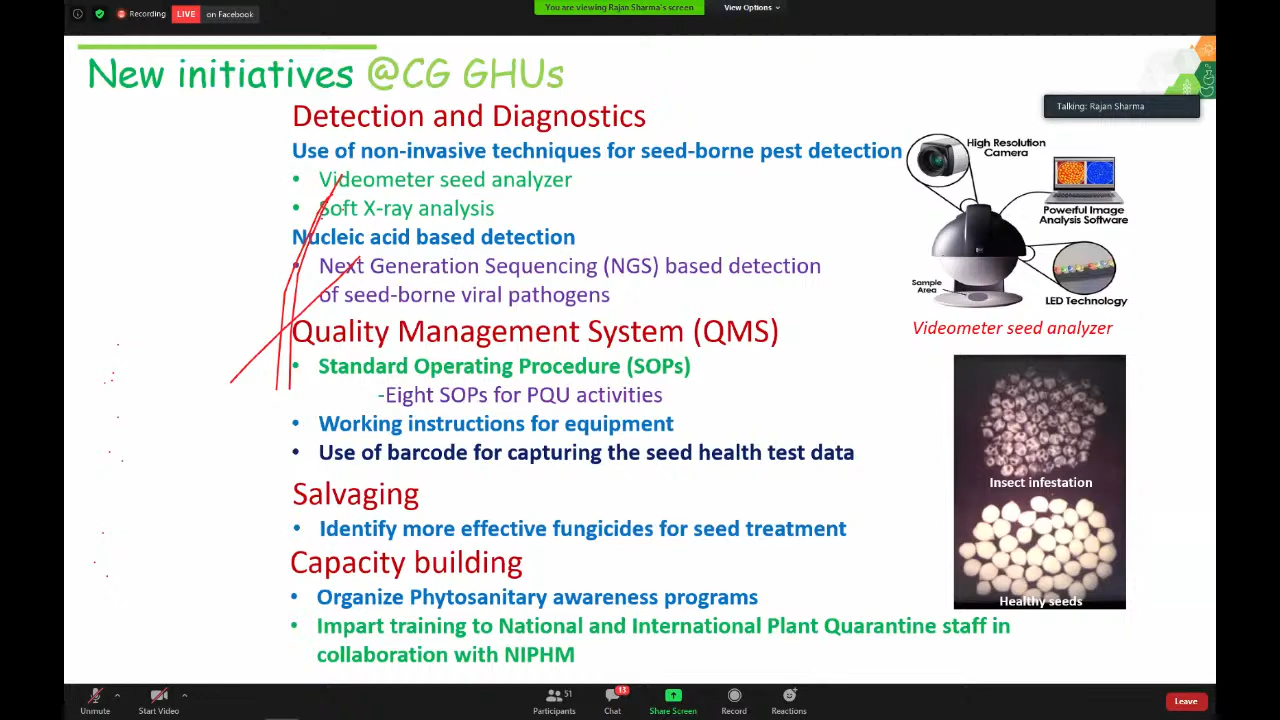 Recording
LIVE on Facebook
You are viewing Rajan Sharma's screen
View Options
New initiatives @CG GHUs
Talking: Rajan Sharma
Detection and Diagnostics
Use of non-invasive techniques for seed-borne pest detection
• Videometer seed analyzer
• Soft X-ray analysis
Nucleic acid based detection
• Next Generation Sequencing (NGS) based detection
of seed-borne viral pathogens
Quality Management System (QMS)
• Standard Operating Procedure (SOPs)
-Eight SOPs for PQU activities
• Working instructions for equipment
• Use of barcode for capturing the seed health test data
Salvaging
• Identify more effective fungicides for seed treatment
Capacity building
• Organize Phytosanitary awareness programs
• Impart training to National and International Plant Quarantine staff in
collaboration with NIPHM
High Resolution
Camera
Powerful Image
Analysis Software
Sample
Area
LED Technology
Videometer seed analyzer
Insect infestation
Healthy seeds
Unmute
Start Video
Participants
51
Chat
13
Share Screen
Record
Reactions
Leave